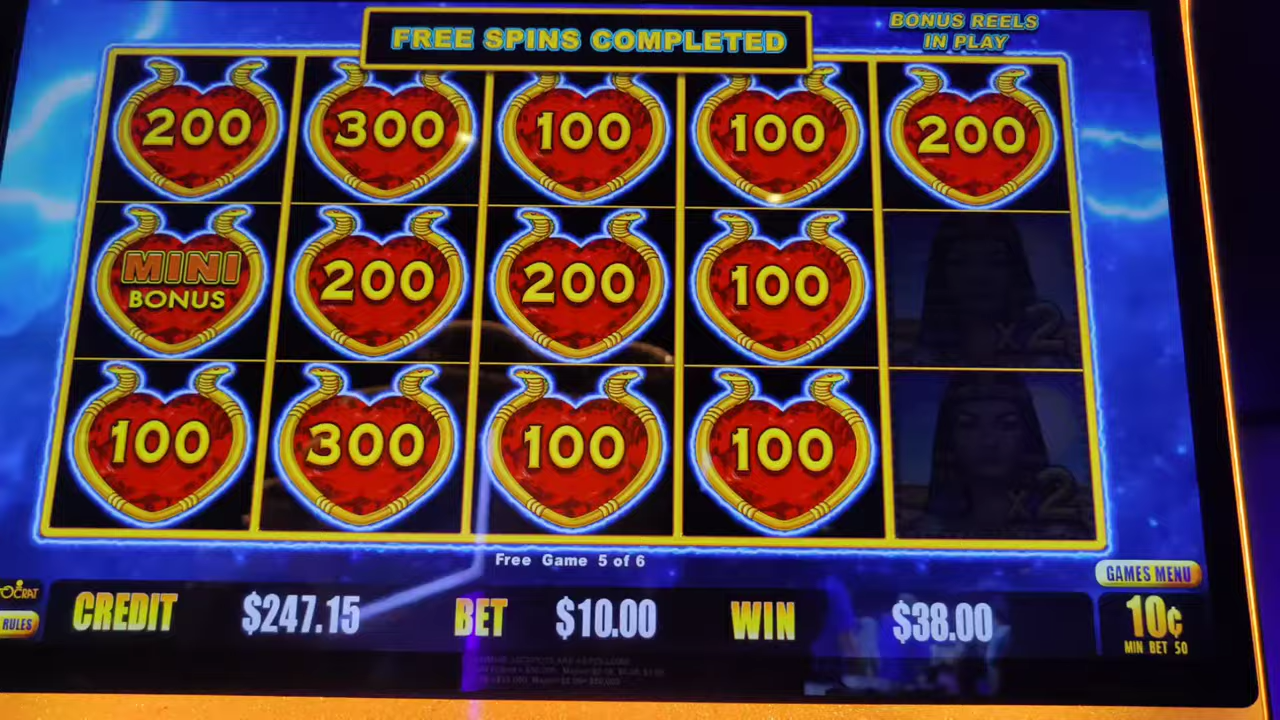 FREE SPINS COMPLETED
BONUS REELS
IN PLAY
200 300 100 100 200
MINI
BONUS
200 200 100
x2
100 300 100 100
x2
Free Game 5 of 6
GAMES MENU
CREDIT $247.15 BET $10.00 WIN $38.00
10¢
MIN BET 50
RULES